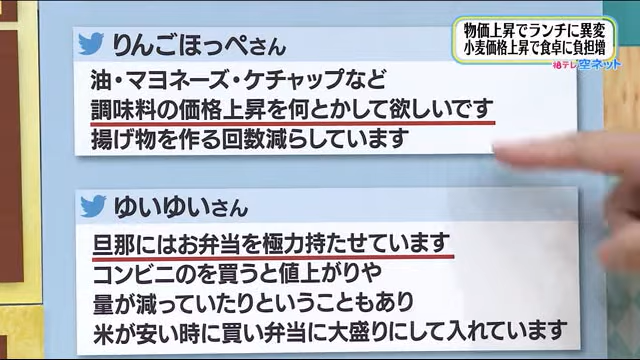 物価上昇でランチに異変
小麦価格上昇で食卓に負担増
福テレ空ネット
りんごほっぺさん
油・マヨネーズ・ケチャップなど
調味料の価格上昇を何とかして欲しいです
揚げ物を作る回数減らしています
ゆいゆいさん
旦那にはお弁当を極力持たせています
コンビニのを買うと値上がりや
量が減っていたりということもあり
米が安い時に買い弁当に大盛りにして入れています